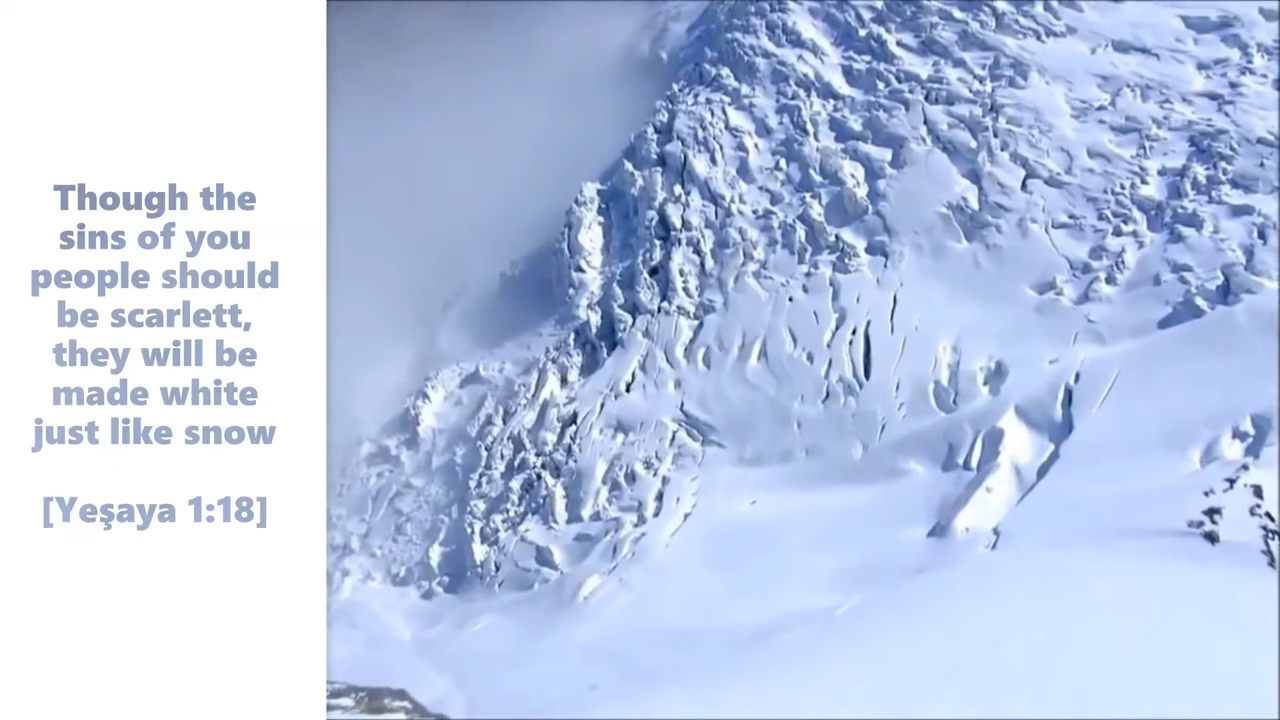 Though the
sins of you
people should
be scarlett,
they will be
made white
just like snow
[Yeşaya 1:18]